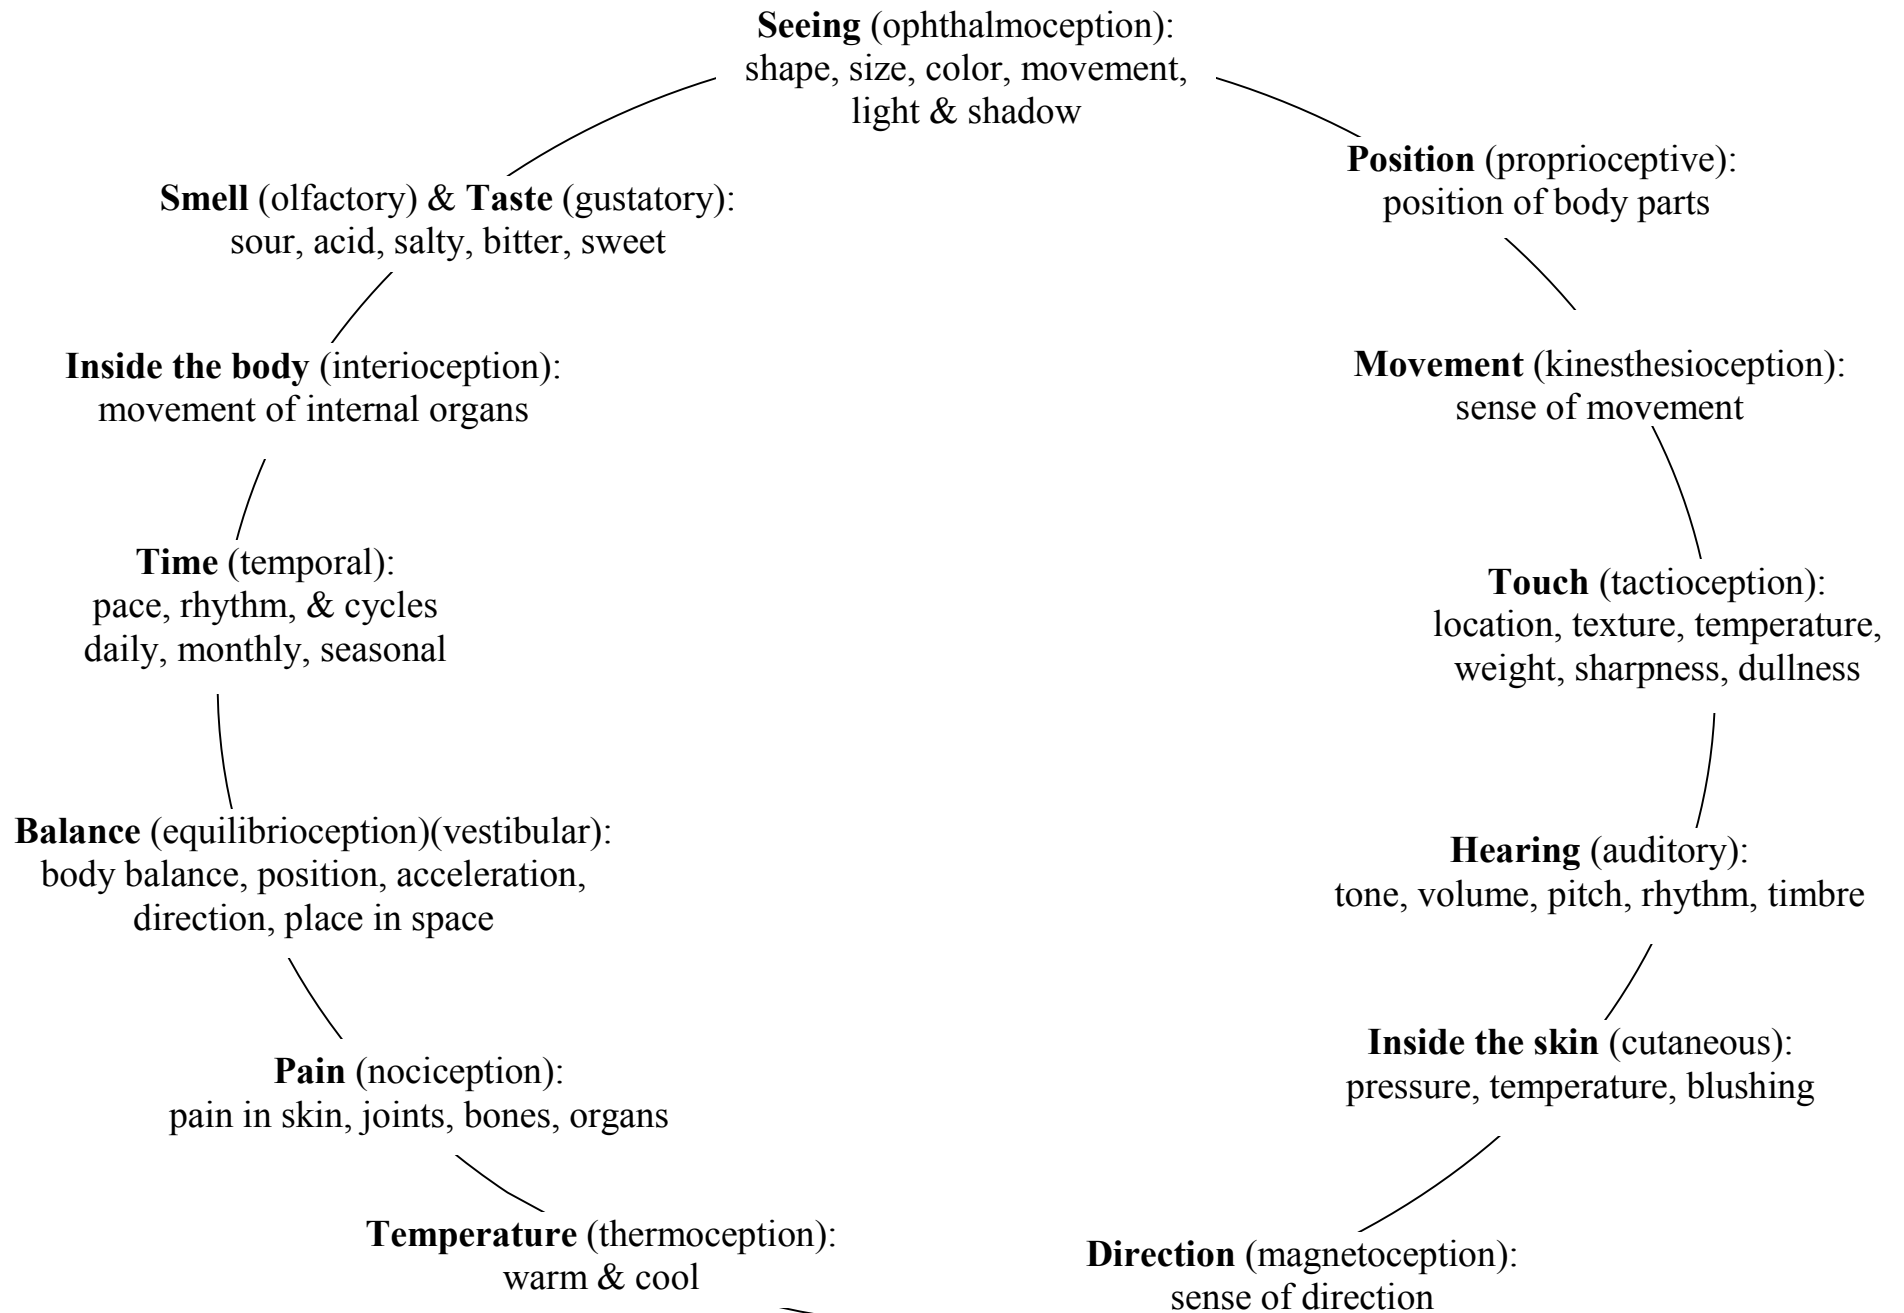 Seeing (ophthalmoception):
shape, size, color, movement,
light & shadow
Position (proprioceptive):
position of body parts
Movement (kinesthesioception):
sense of movement
Touch (tactioception):
location, texture, temperature,
weight, sharpness, dullness
Hearing (auditory):
tone, volume, pitch, rhythm, timbre
Inside the skin (cutaneous):
pressure, temperature, blushing
Direction (magnetoception):
sense of direction
Temperature (thermoception):
warm & cool
Pain (nociception):
pain in skin, joints, bones, organs
Balance (equilibrioception)(vestibular):
body balance, position, acceleration,
direction, place in space
Time (temporal):
pace, rhythm, & cycles
daily, monthly, seasonal
Inside the body (interioception):
movement of internal organs
Smell (olfactory) & Taste (gustatory):
sour, acid, salty, bitter, sweet